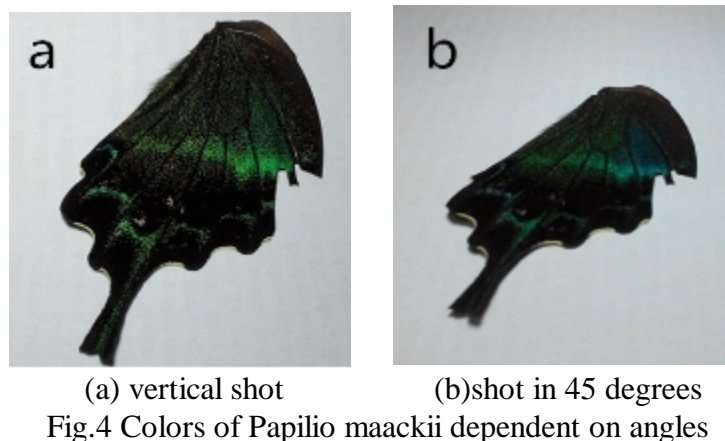 a
b
(a) vertical shot
(b)shot in 45 degrees
Fig.4 Colors of Papilio maackii dependent on angles